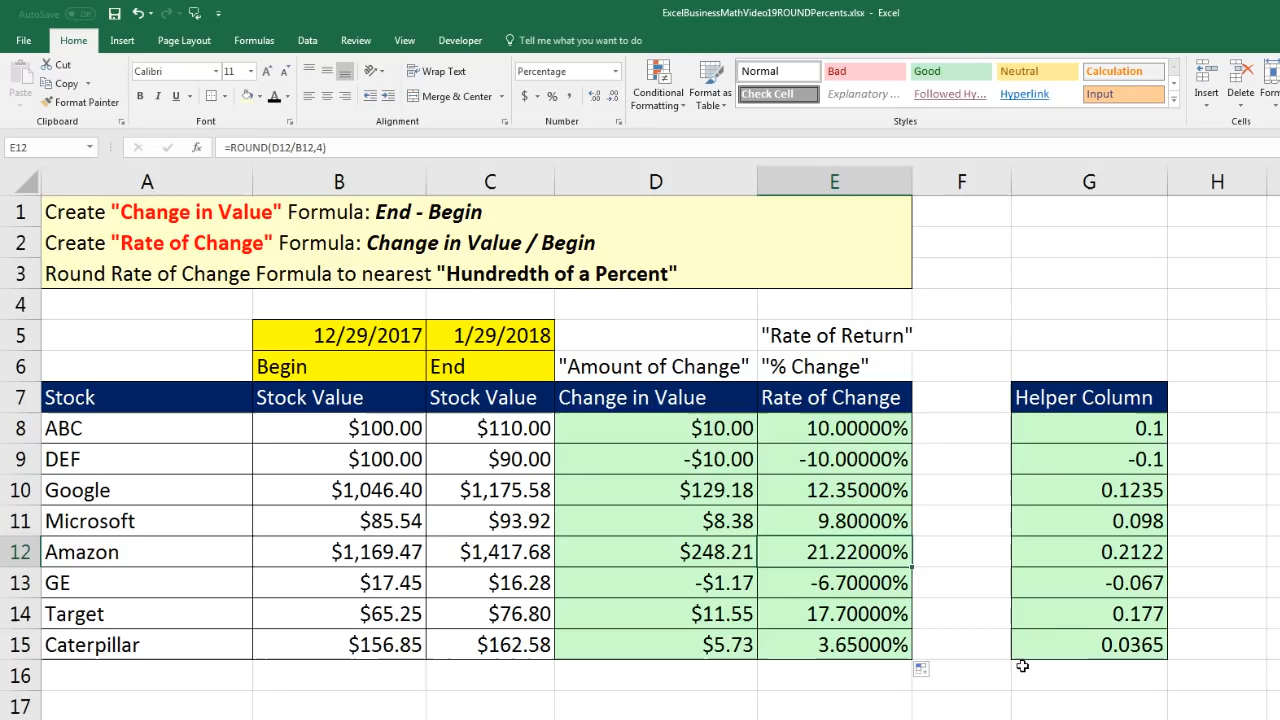 AutoSave Off
ExcelBusinessMathVideo19ROUNDPercents.xlsx - Excel
File Home Insert Page Layout Formulas Data Review View Developer Tell me what you want to do
Cut
Copy
Format Painter
Paste
Clipboard
Calibri 11 A A
B I U A
Font
Wrap Text
Merge & Center
Alignment
Percentage
$ % ,
Number
Conditional Formatting
Format as Table
Normal Bad Good Neutral Calculation
Check Cell Explanatory ... Followed Hy... Hyperlink Input
Styles
Insert Delete Form
Cells
E12 fx =ROUND(D12/B12,4)
A B C D E F G H
1 Create "Change in Value" Formula: End - Begin
2 Create "Rate of Change" Formula: Change in Value / Begin
3 Round Rate of Change Formula to nearest "Hundredth of a Percent"
4
5 12/29/2017 1/29/2018 "Rate of Return"
6 Begin End "Amount of Change" "% Change"
7 Stock Stock Value Stock Value Change in Value Rate of Change Helper Column
8 ABC $100.00 $110.00 $10.00 10.00000% 0.1
9 DEF $100.00 $90.00 -$10.00 -10.00000% -0.1
10 Google $1,046.40 $1,175.58 $129.18 12.35000% 0.1235
11 Microsoft $85.54 $93.92 $8.38 9.80000% 0.098
12 Amazon $1,169.47 $1,417.68 $248.21 21.22000% 0.2122
13 GE $17.45 $16.28 -$1.17 -6.70000% -0.067
14 Target $65.25 $76.80 $11.55 17.70000% 0.177
15 Caterpillar $156.85 $162.58 $5.73 3.65000% 0.0365
16
17